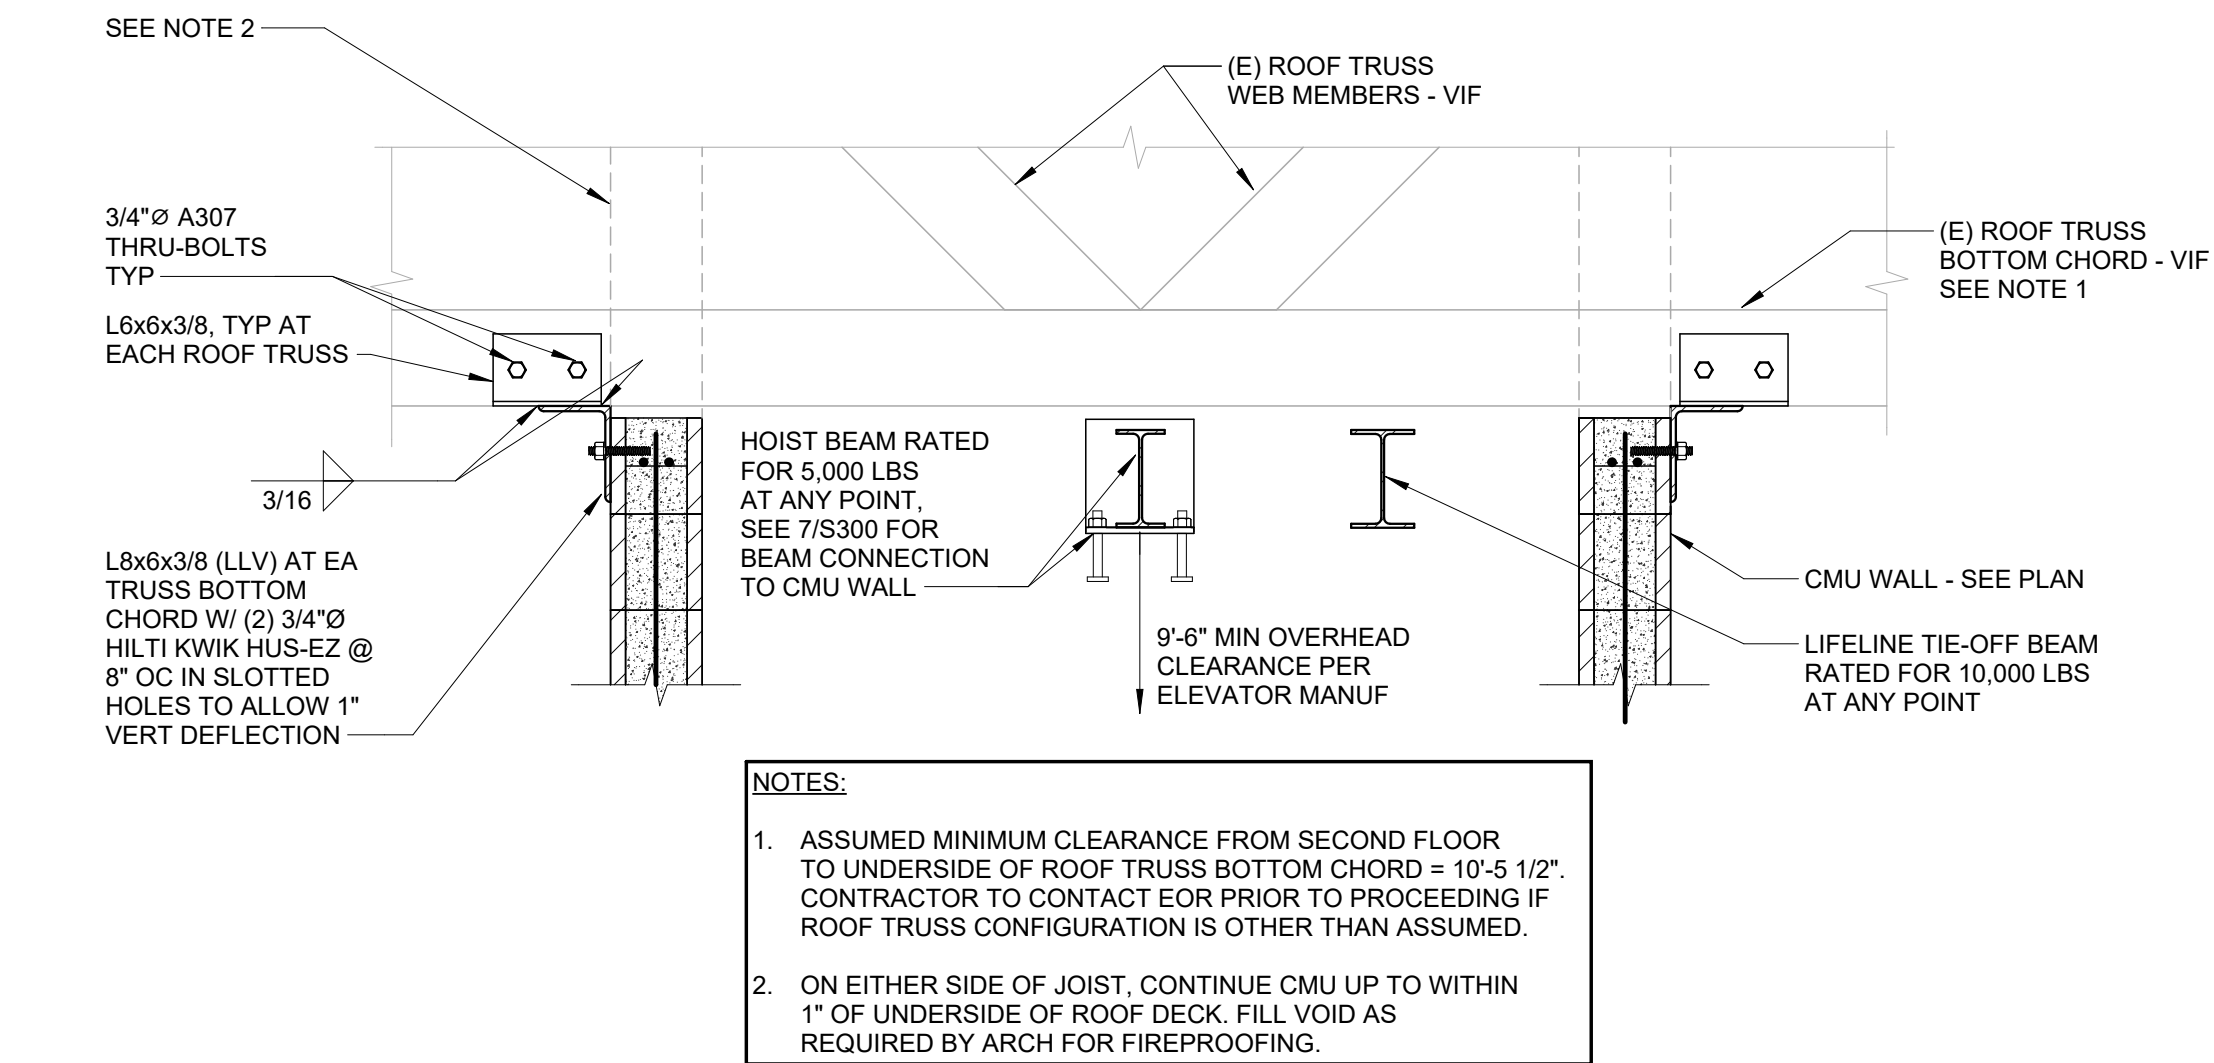 SEE NOTE 2
(E) ROOF TRUSS
WEB MEMBERS - VIF
3/4"Ø A307
THRU-BOLTS
TYP
L6x6x3/8, TYP AT
EACH ROOF TRUSS
(E) ROOF TRUSS
BOTTOM CHORD - VIF
SEE NOTE 1
3/16
L8x6x3/8 (LLV) AT EA
TRUSS BOTTOM
CHORD W/ (2) 3/4"Ø
HILTI KWIK HUS-EZ @
8" OC IN SLOTTED
HOLES TO ALLOW 1"
VERT DEFLECTION
HOIST BEAM RATED
FOR 5,000 LBS
AT ANY POINT,
SEE 7/S300 FOR
BEAM CONNECTION
TO CMU WALL
9'-6" MIN OVERHEAD
CLEARANCE PER
ELEVATOR MANUF
CMU WALL - SEE PLAN
LIFELINE TIE-OFF BEAM
RATED FOR 10,000 LBS
AT ANY POINT
NOTES:
1. ASSUMED MINIMUM CLEARANCE FROM SECOND FLOOR
TO UNDERSIDE OF ROOF TRUSS BOTTOM CHORD = 10'-5 1/2".
CONTRACTOR TO CONTACT EOR PRIOR TO PROCEEDING IF
ROOF TRUSS CONFIGURATION IS OTHER THAN ASSUMED.
2. ON EITHER SIDE OF JOIST, CONTINUE CMU UP TO WITHIN
1" OF UNDERSIDE OF ROOF DECK. FILL VOID AS
REQUIRED BY ARCH FOR FIREPROOFING.